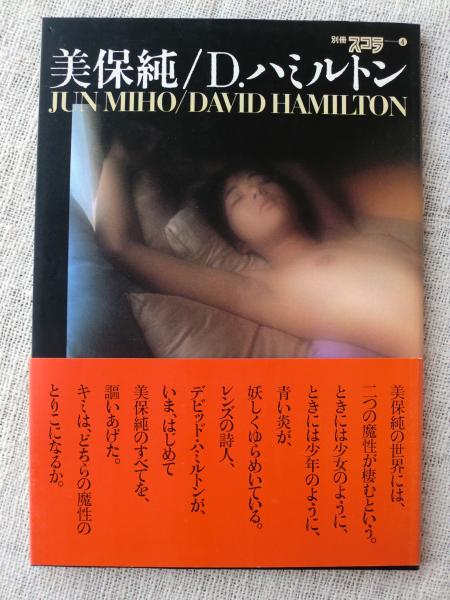 別冊スコラ 4
美保純/D.ハミルトン
JUN MIHO/DAVID HAMILTON
美保純の世界には、
二つの魔性が棲むという。
ときには少女のように、
ときには少年のように、
青い炎が、
妖しくゆらめいている。
レンズの詩人、
デビッド・ハミルトンが、
いま、はじめて
美保純のすべてを、
謳いあげた。
キミは、どちらの魔性の
とりこになるか。